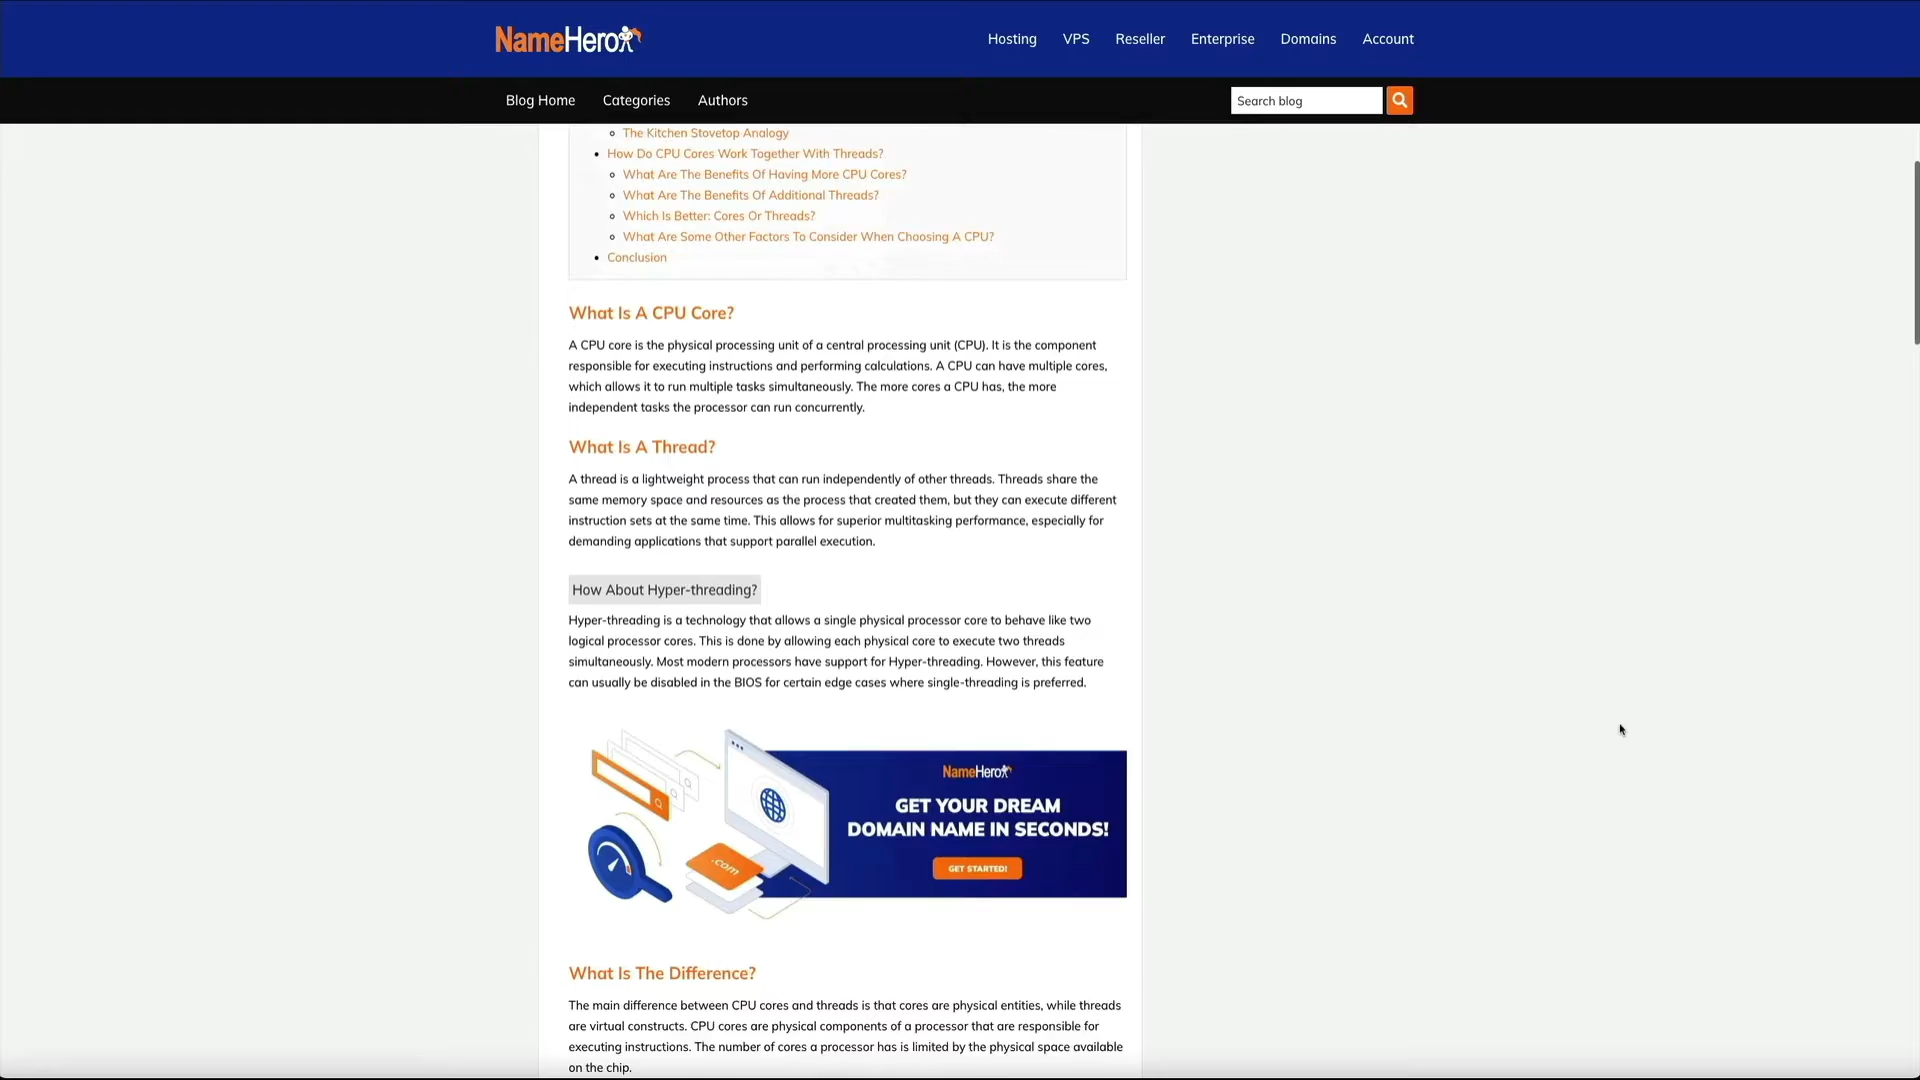 NameHero
Hosting VPS Reseller Enterprise Domains Account
Blog Home Categories Authors Search blog
The Kitchen Stovetop Analogy
How Do CPU Cores Work Together With Threads?
What Are The Benefits Of Having More CPU Cores?
What Are The Benefits Of Additional Threads?
Which Is Better: Cores Or Threads?
What Are Some Other Factors To Consider When Choosing A CPU?
Conclusion
What Is A CPU Core?
A CPU core is the physical processing unit of a central processing unit (CPU). It is the component
responsible for executing instructions and performing calculations. A CPU can have multiple cores,
which allows it to run multiple tasks simultaneously. The more cores a CPU has, the more
independent tasks the processor can run concurrently.
What Is A Thread?
A thread is a lightweight process that can run independently of other threads. Threads share the
same memory space and resources as the process that created them, but they can execute different
instruction sets at the same time. This allows for superior multitasking performance, especially for
demanding applications that support parallel execution.
How About Hyper-threading?
Hyper-threading is a technology that allows a single physical processor core to behave like two
logical processor cores. This is done by allowing each physical core to execute two threads
simultaneously. Most modern processors have support for Hyper-threading. However, this feature
can usually be disabled in the BIOS for certain edge cases where single-threading is preferred.
NameHero
GET YOUR DREAM
DOMAIN NAME IN SECONDS!
.com
GET STARTED!
What Is The Difference?
The main difference between CPU cores and threads is that cores are physical entities, while threads
are virtual constructs. CPU cores are physical components of a processor that are responsible for
executing instructions. The number of cores a processor has is limited by the physical space available
on the chip.